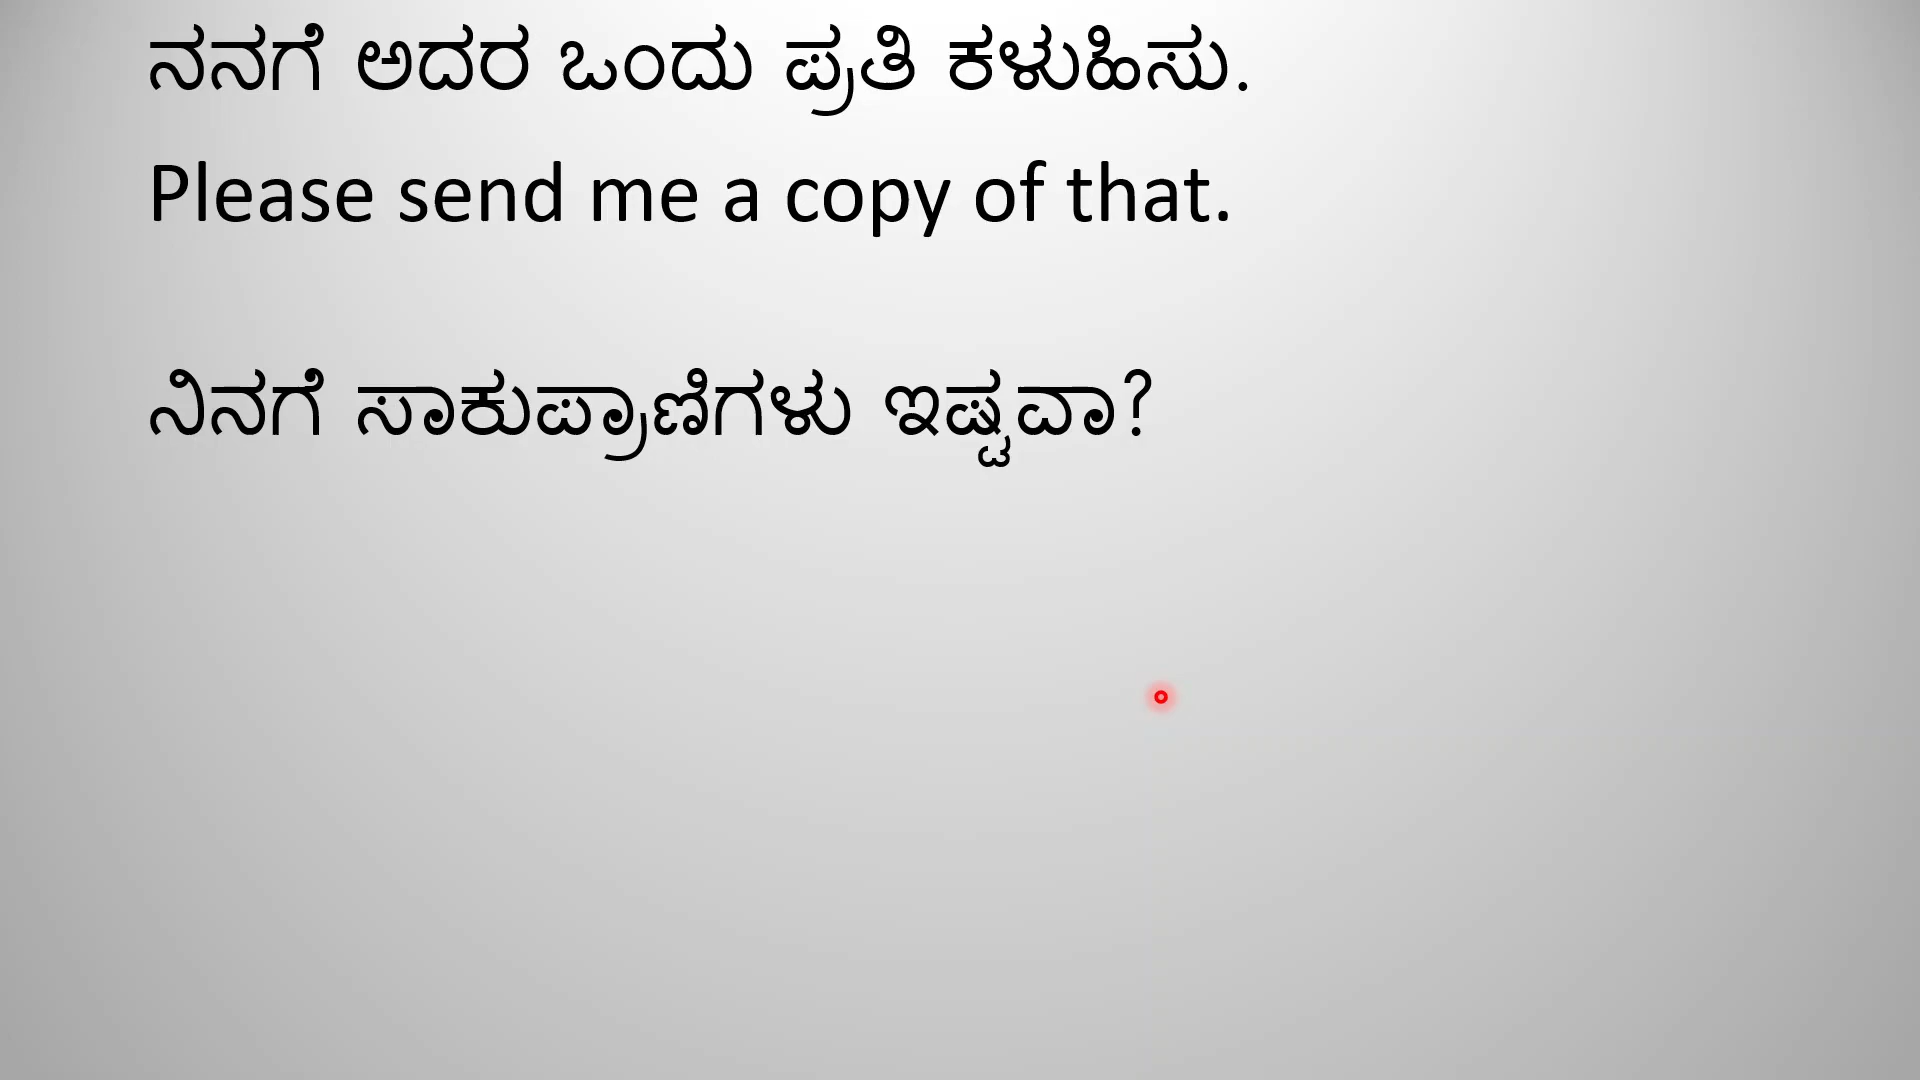 ನನಗೆ ಅದರ ಒಂದು ಪ್ರತಿ ಕಳುಹಿಸು.
Please send me a copy of that.
ನಿನಗೆ ಸಾಕುಪ್ರಾಣಿಗಳು ಇಷ್ಟವಾ?